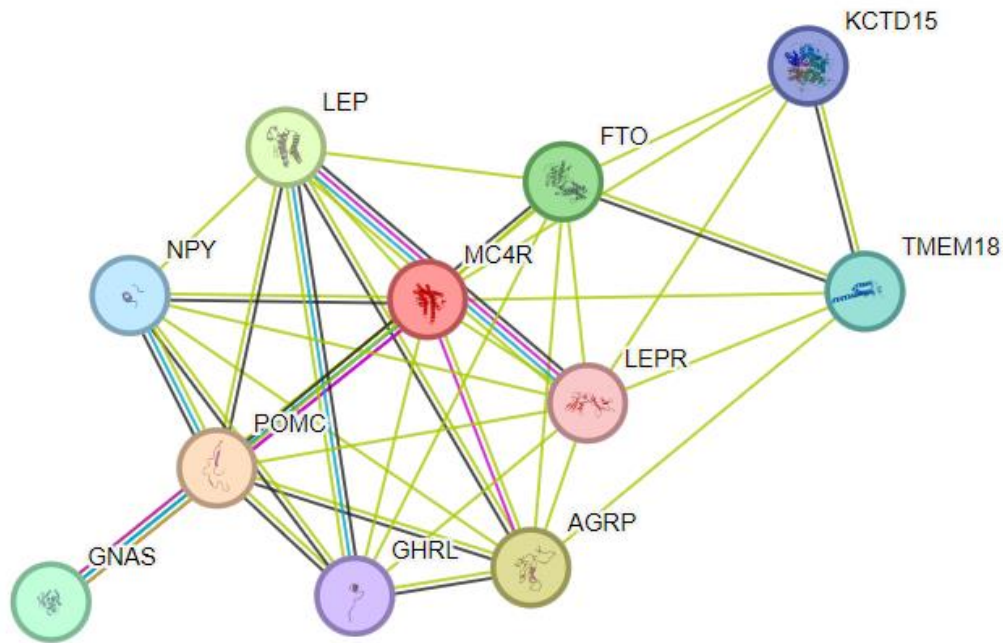 KCTD15
LEP
FTO
NPY
MC4R
TMEM18
LEPR
POMC
AGRP
GHRL
GNAS